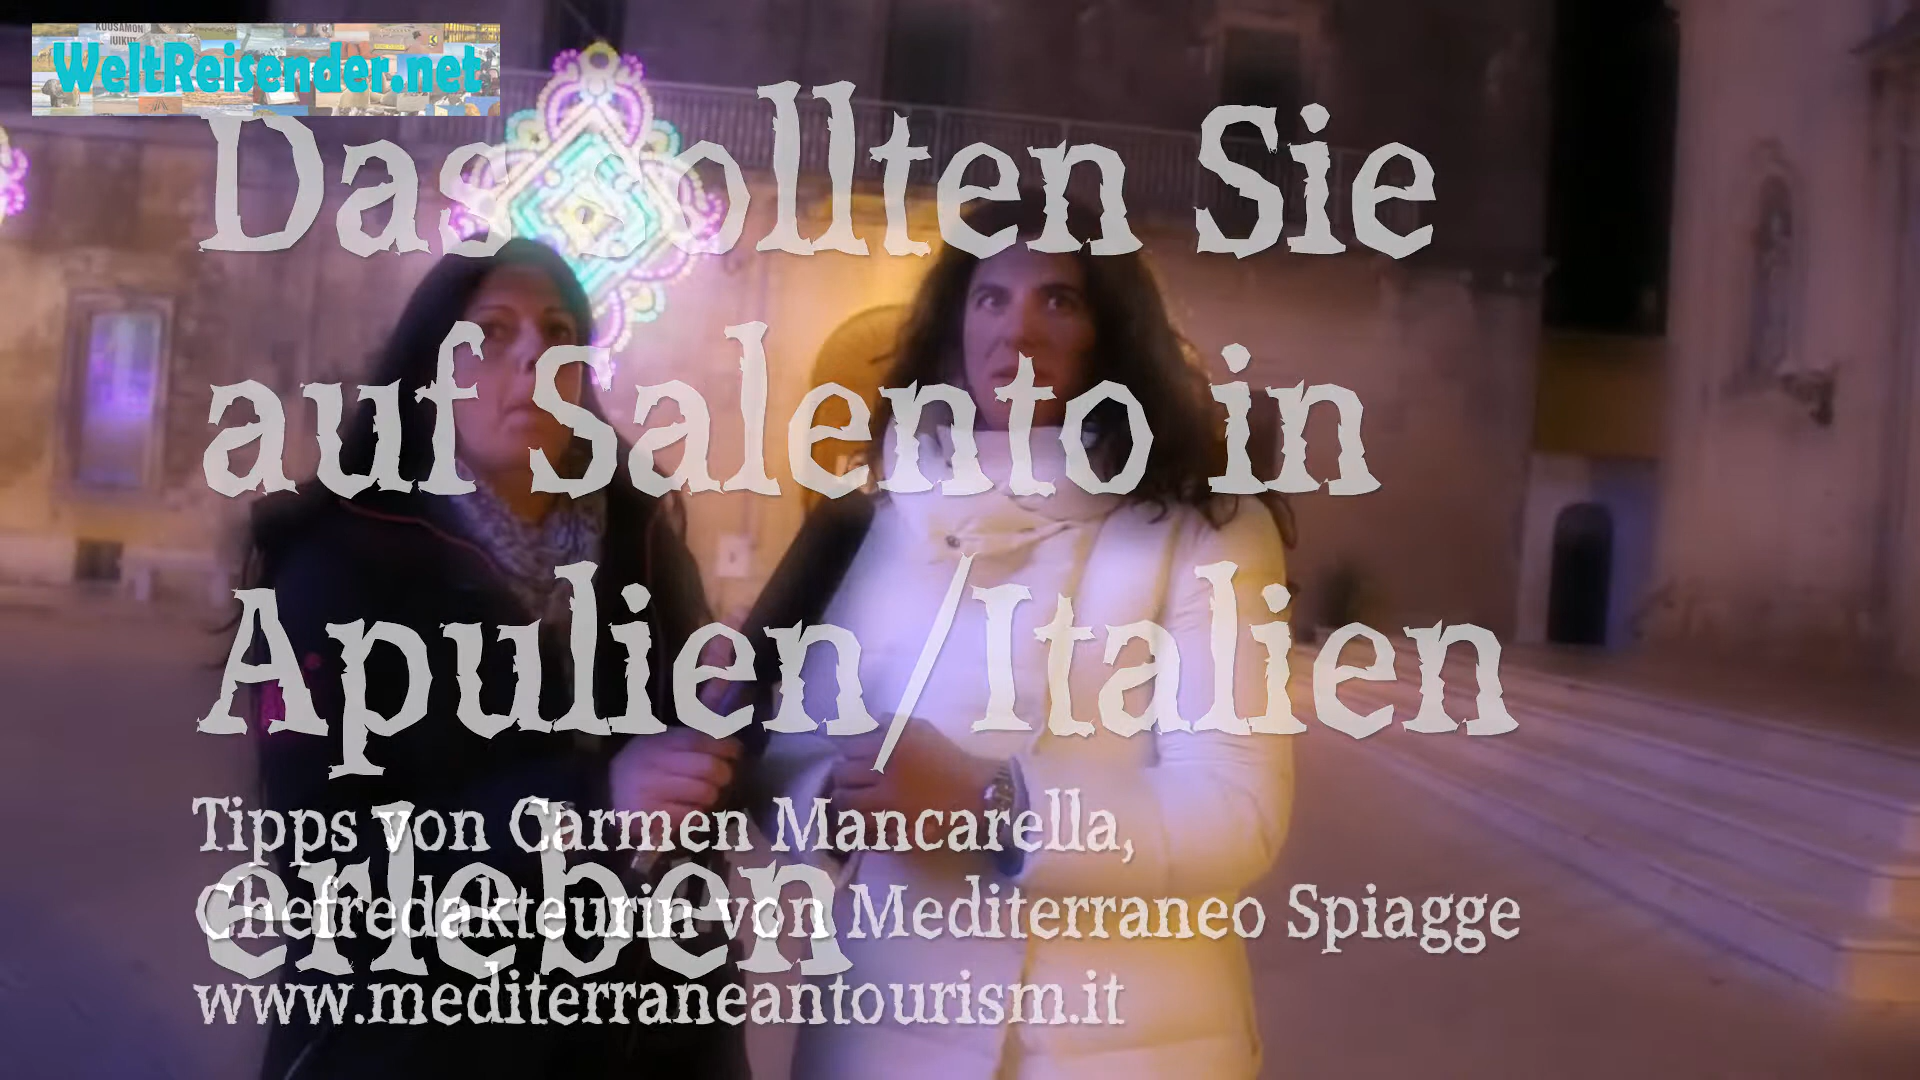 KUUSAMON
WeltReisender.net
Das sollten Sie
auf Salento in
Apulien/Italien
erleben
Tipps von Carmen Mancarella,
Chefredakteurin von Mediterraneo Spiagge
www.mediterraneantourism.it